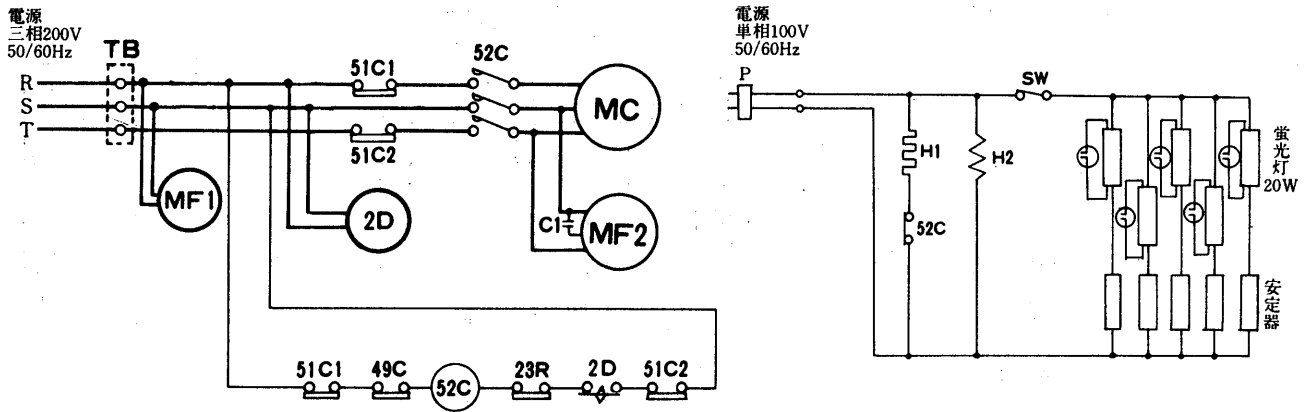 電源
三相200V
50/60Hz
TB
R
S
T
51C1
51C2
52C
MC
MF1
2D
C1
MF2
51C1
49C
52C
23R
2D
51C2
電源
単相100V
50/60Hz
P
SW
H1
H2
52C
蛍光灯
20W
安定器